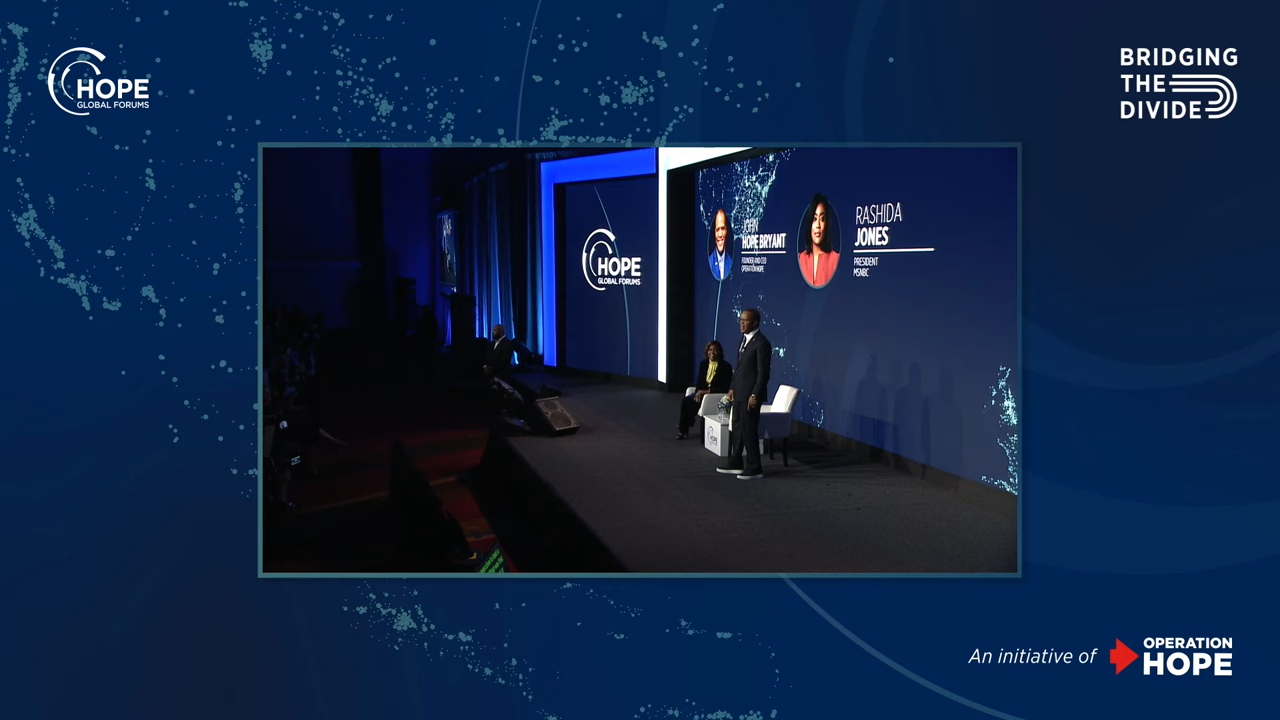 HOPE
GLOBAL FORUMS
BRIDGING
THE
DIVIDE
JOHN
HOPE BRYANT
FOUNDER AND CEO
OPERATION HOPE
RASHIDA
JONES
PRESIDENT
MSNBC
HOPE
GLOBAL FORUMS
HOPE
An initiative of
OPERATION
HOPE